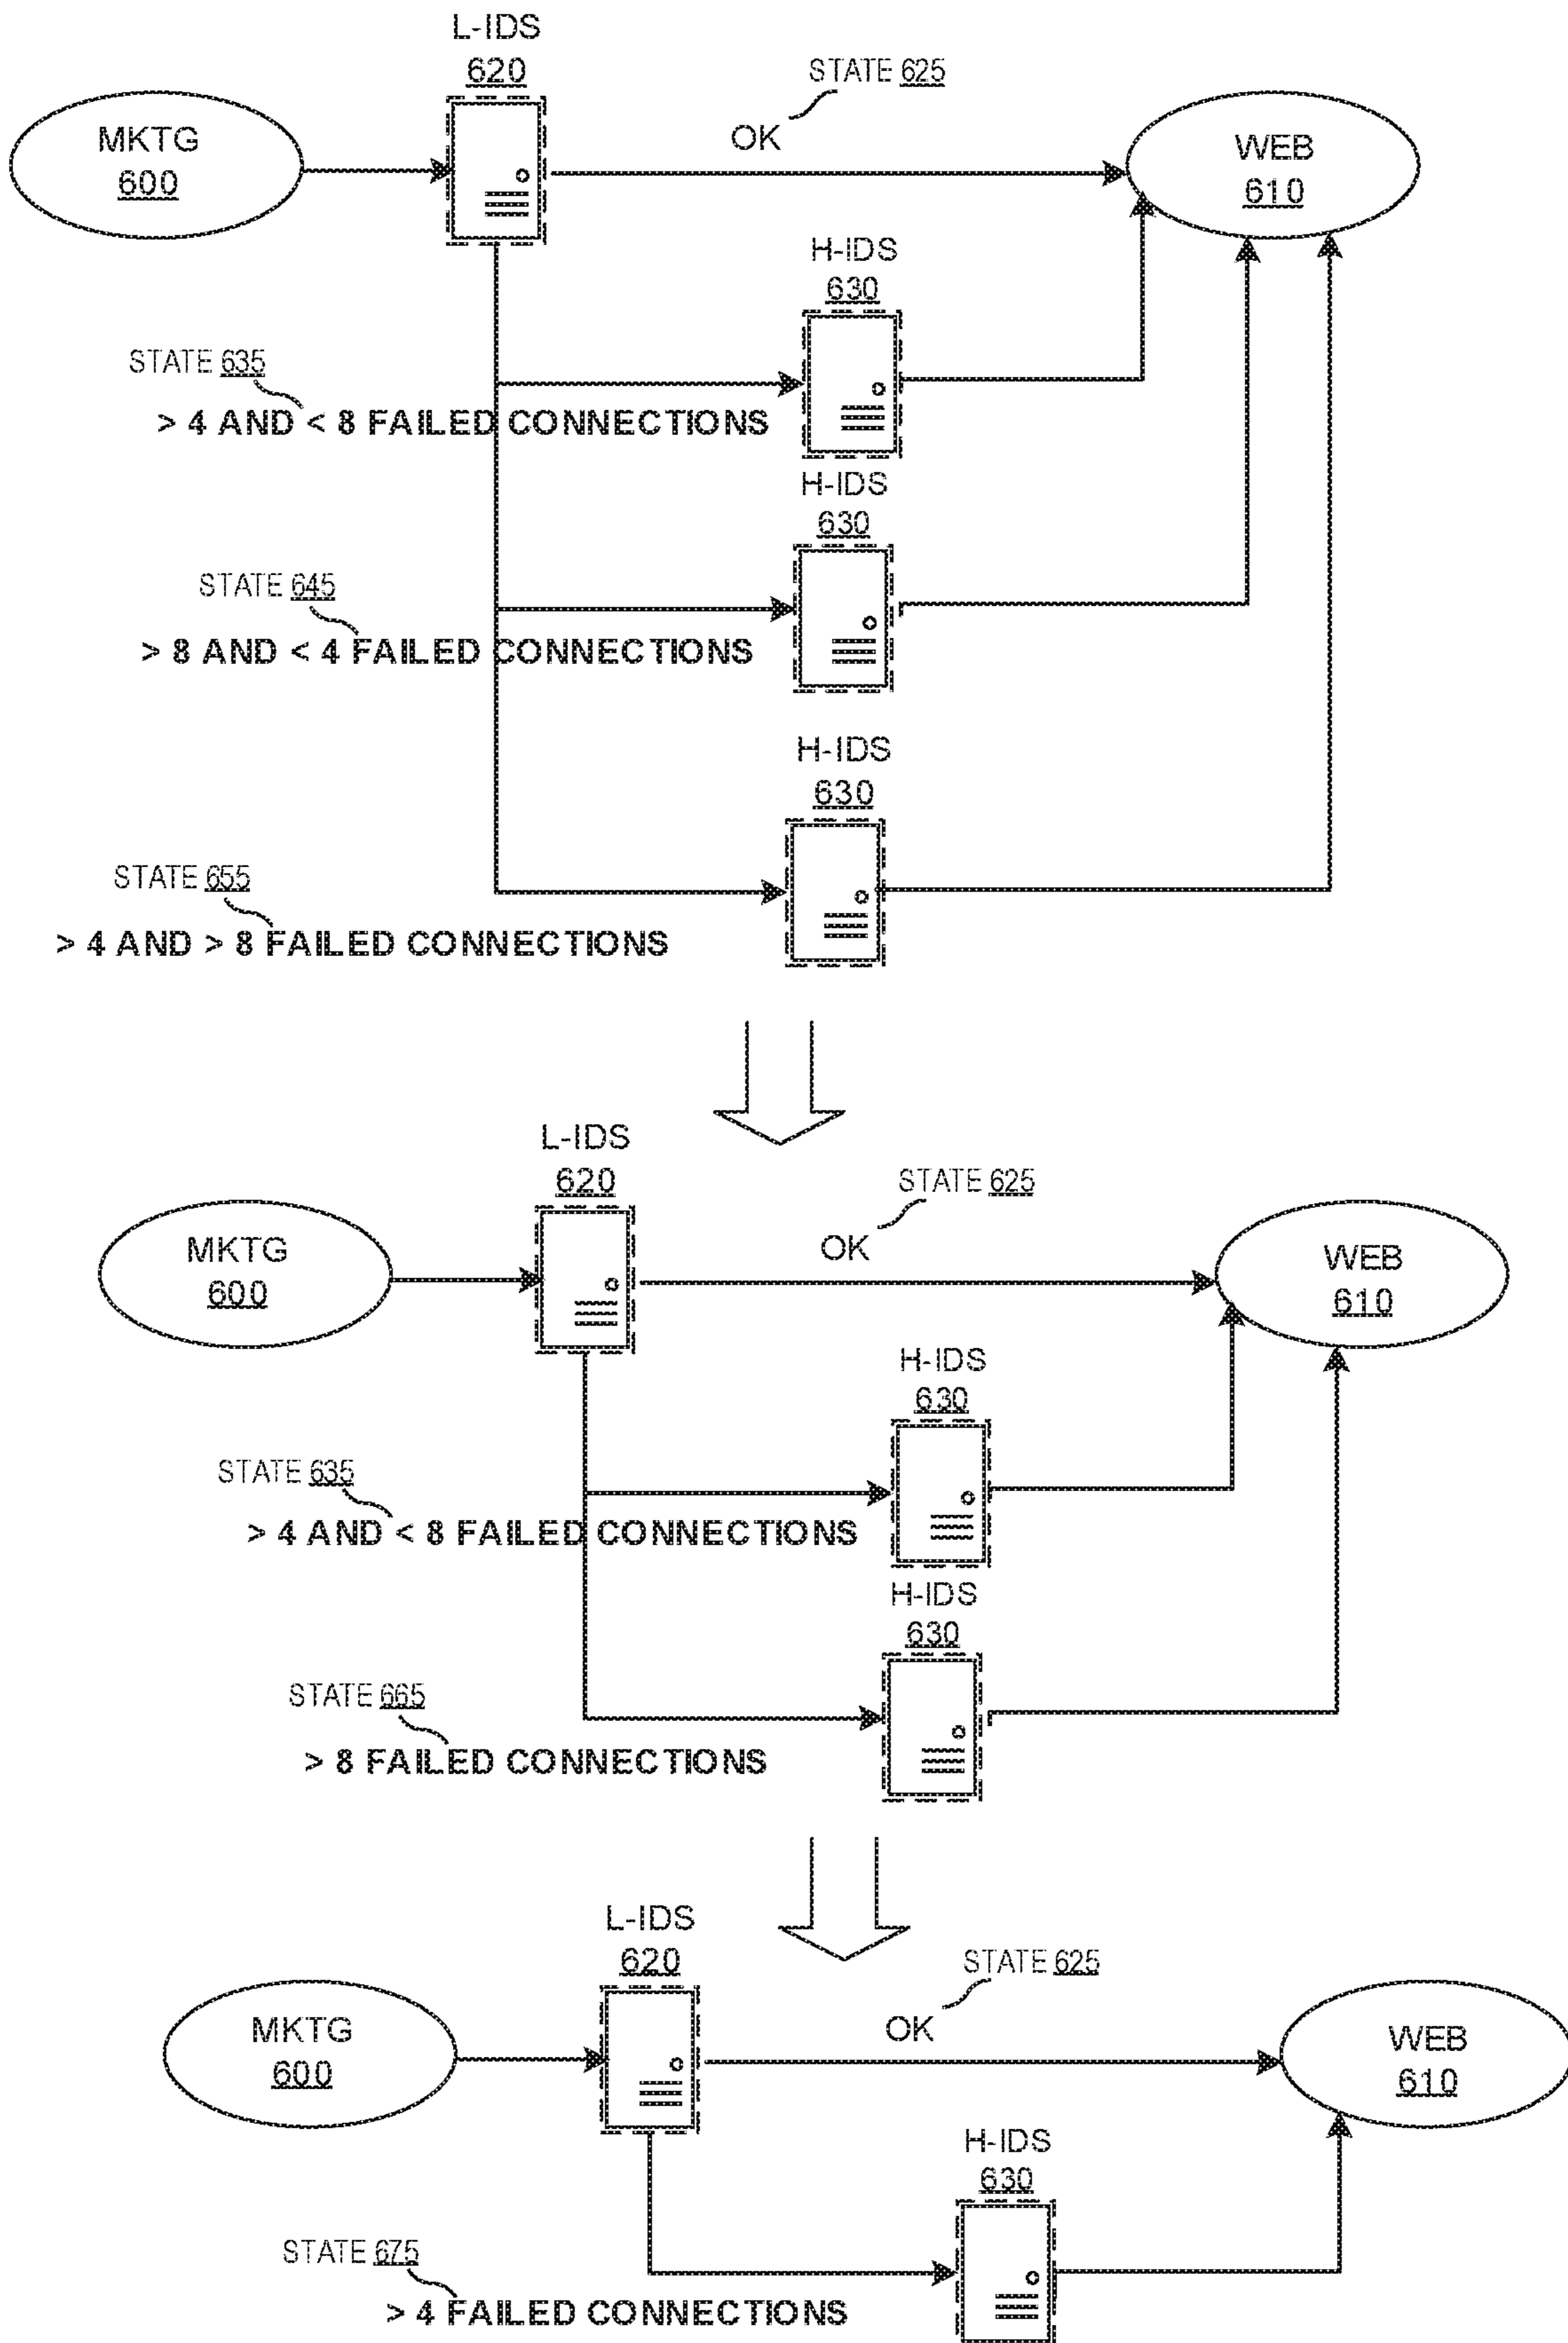 L-IDS
620
STATE 625
OK
MKTG
600
WEB
610
H-IDS
630
STATE 635
> 4 AND < 8 FAILED CONNECTIONS
H-IDS
630
STATE 645
> 8 AND < 4 FAILED CONNECTIONS
H-IDS
630
STATE 655
> 4 AND > 8 FAILED CONNECTIONS
L-IDS
620
STATE 625
OK
MKTG
600
WEB
610
H-IDS
630
STATE 635
> 4 AND < 8 FAILED CONNECTIONS
H-IDS
630
STATE 665
> 8 FAILED CONNECTIONS
L-IDS
620
STATE 625
OK
MKTG
600
WEB
610
H-IDS
630
STATE 675
> 4 FAILED CONNECTIONS